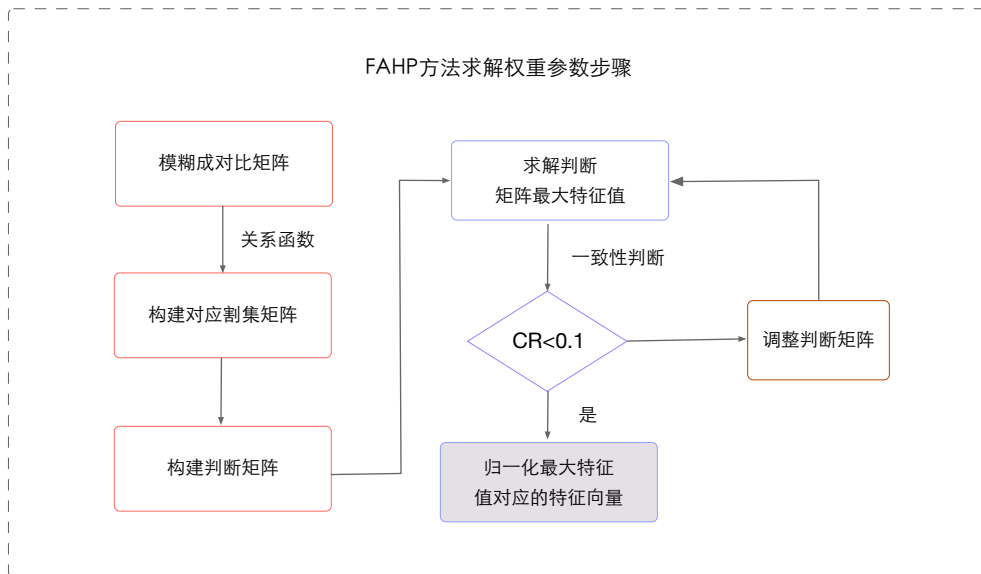 FAHP方法求解权重参数步骤
模糊成对比矩阵
关系函数
构建对应割集矩阵
构建判断矩阵
求解判断
矩阵最大特征值
一致性判断
CR<0.1
调整判断矩阵
是
归一化最大特征
值对应的特征向量